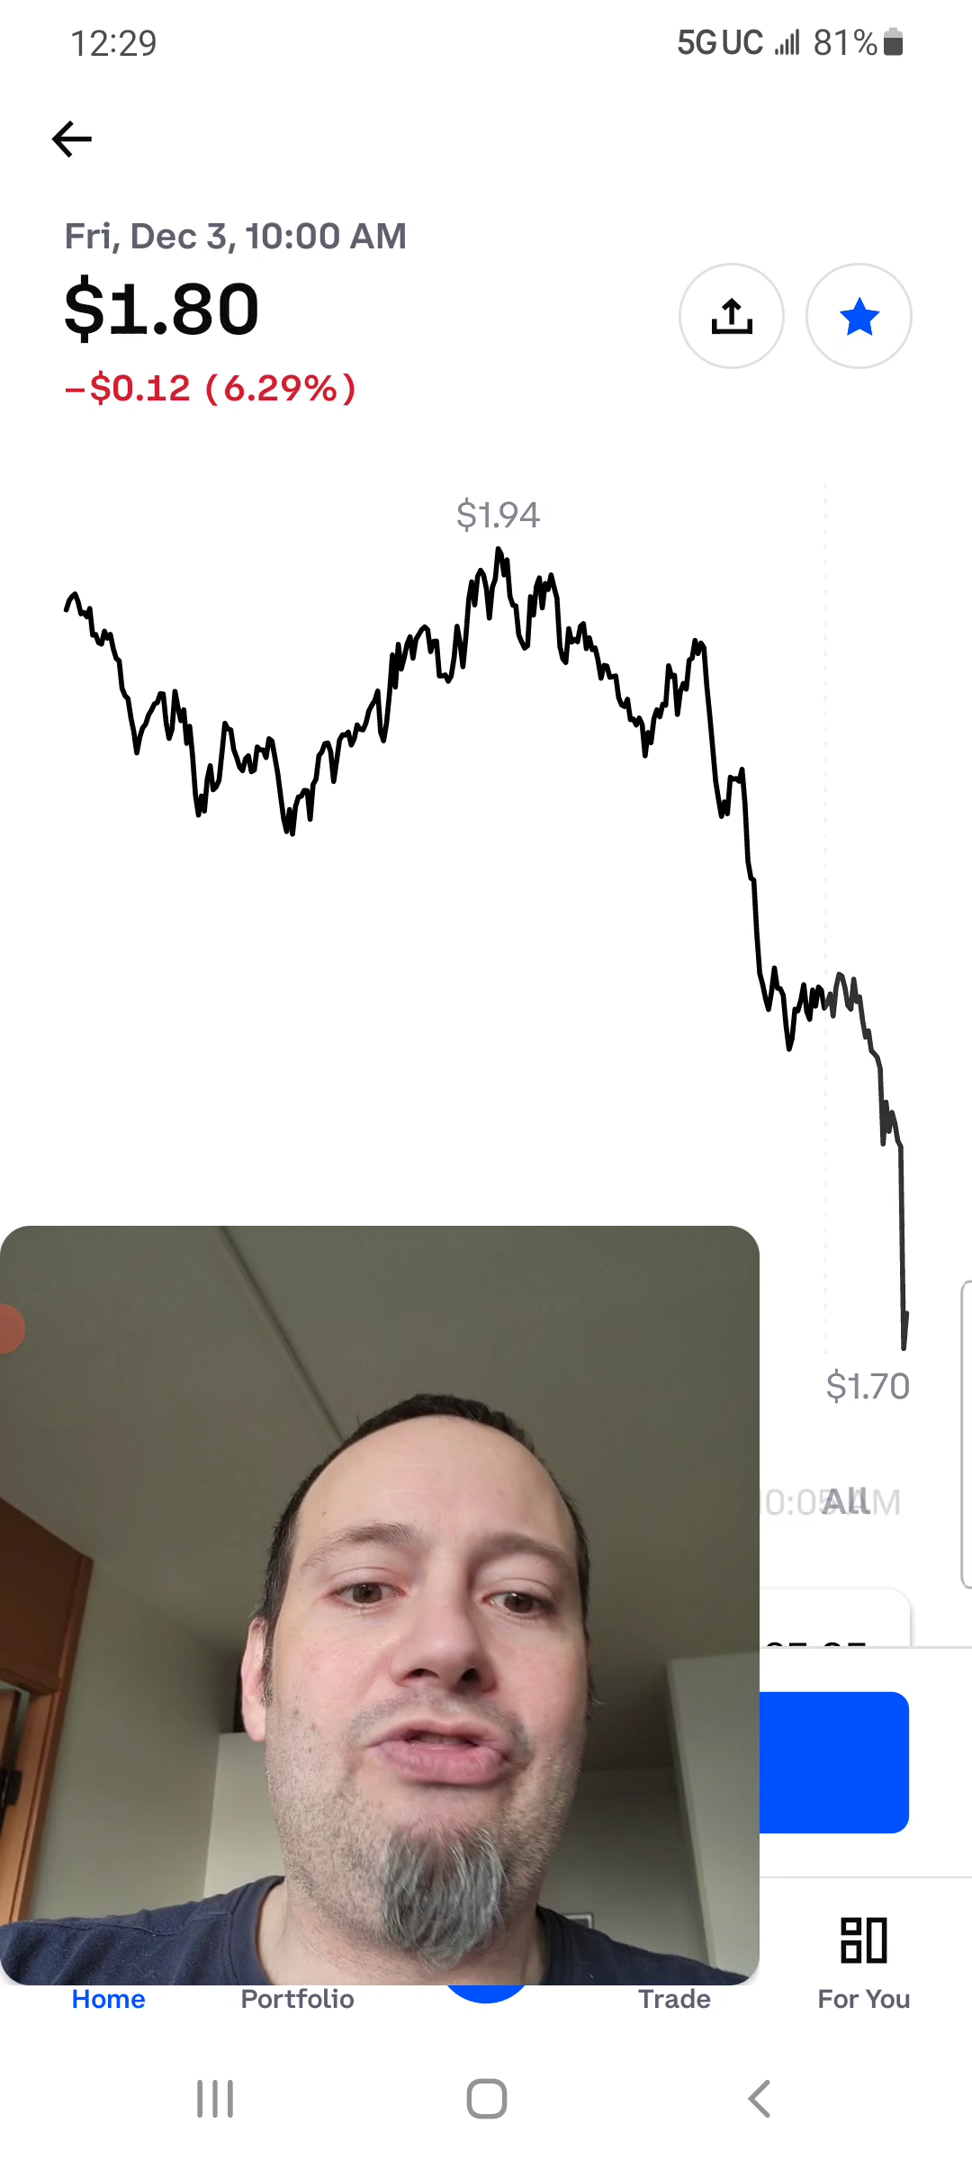 12:29 5G UC 81%
Fri, Dec 3, 10:00 AM
$1.80
–$0.12 (6.29%)
$1.94
$1.70
All
Home Portfolio Trade For You